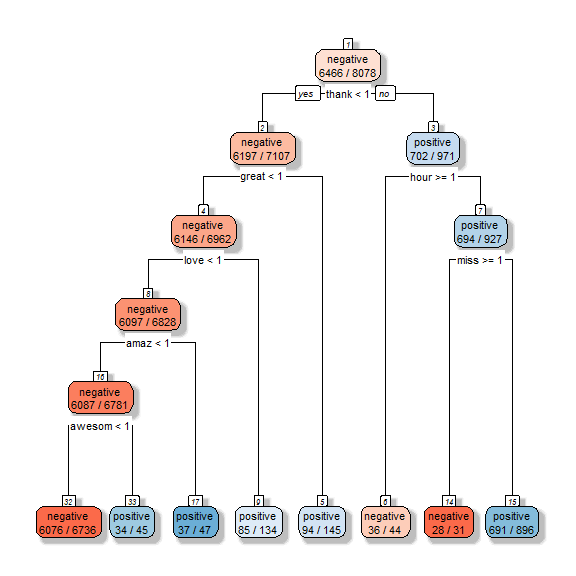 1
negative
6466 / 8078
yes thank < 1 no
2
negative
6197 / 7107
3
positive
702 / 971
great < 1
hour >= 1
4
negative
6146 / 6962
7
positive
694 / 927
love < 1
miss >= 1
8
negative
6097 / 6828
amaz < 1
16
negative
6087 / 6781
awesom < 1
32
negative
6076 / 6736
33
positive
34 / 45
17
positive
37 / 47
9
positive
85 / 134
5
positive
94 / 145
6
negative
36 / 44
14
negative
28 / 31
15
positive
691 / 896